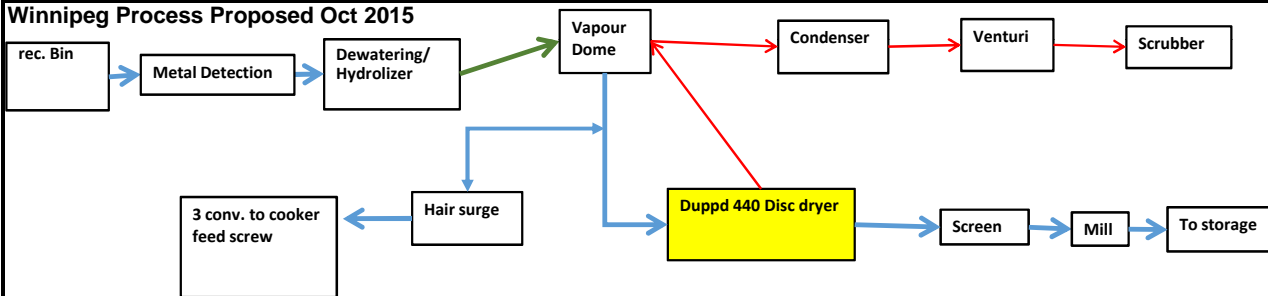 Winnipeg Process Proposed Oct 2015
rec. Bin
Metal Detection
Dewatering/
Hydrolizer
Vapour
Dome
Condenser
Venturi
Scrubber
3 conv. to cooker
feed screw
Hair surge
Duppd 440 Disc dryer
Screen
Mill
To storage